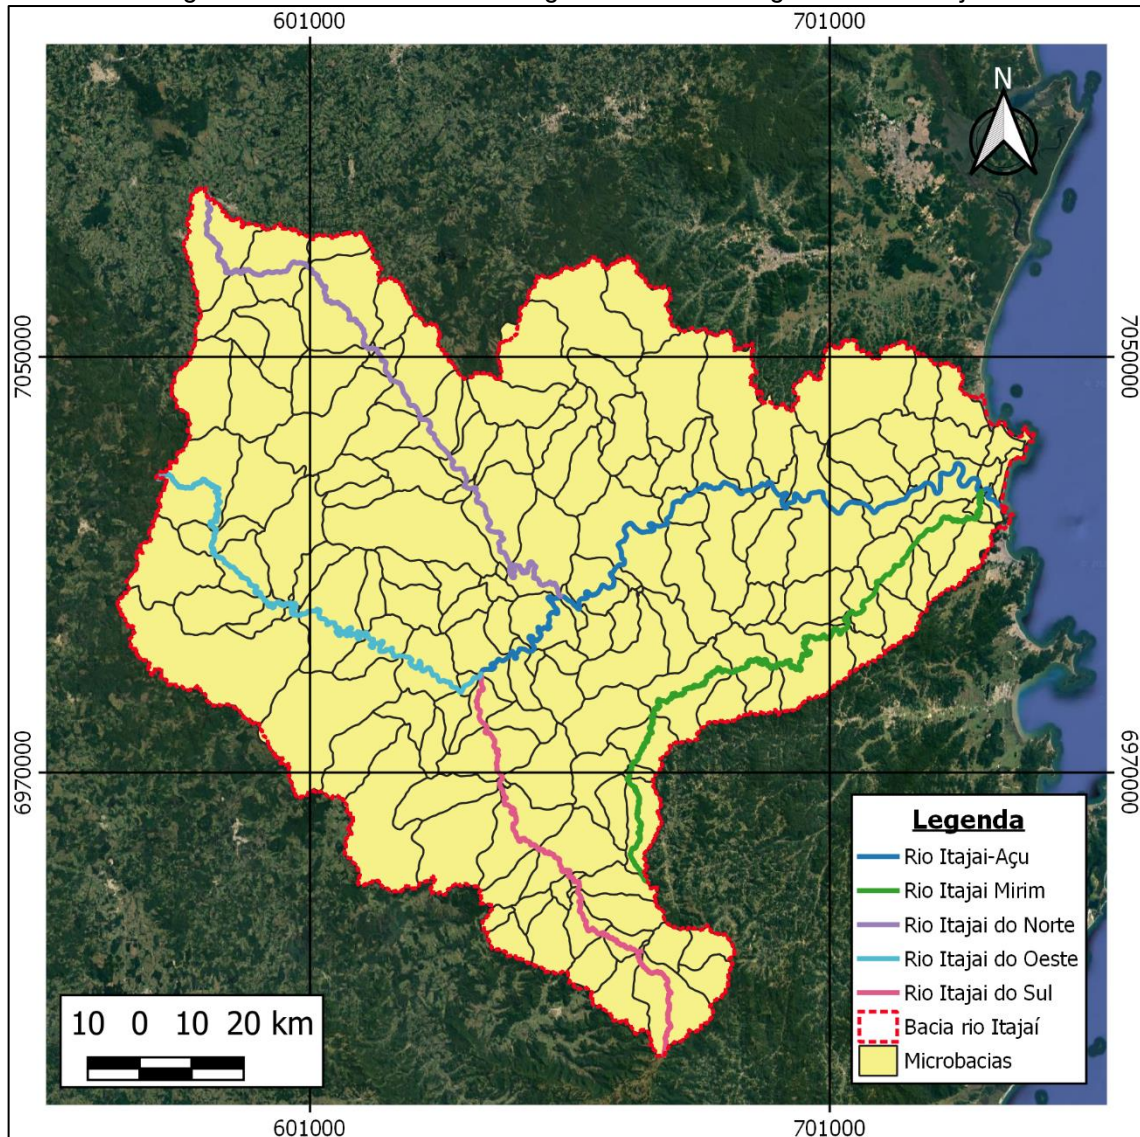 601000 701000
N
7050000 7050000
6970000 6970000
Legenda
Rio Itajai-Açu
Rio Itajai Mirim
Rio Itajai do Norte
Rio Itajai do Oeste
Rio Itajai do Sul
Bacia rio Itajaí
Microbacias
10 0 10 20 km
601000 701000